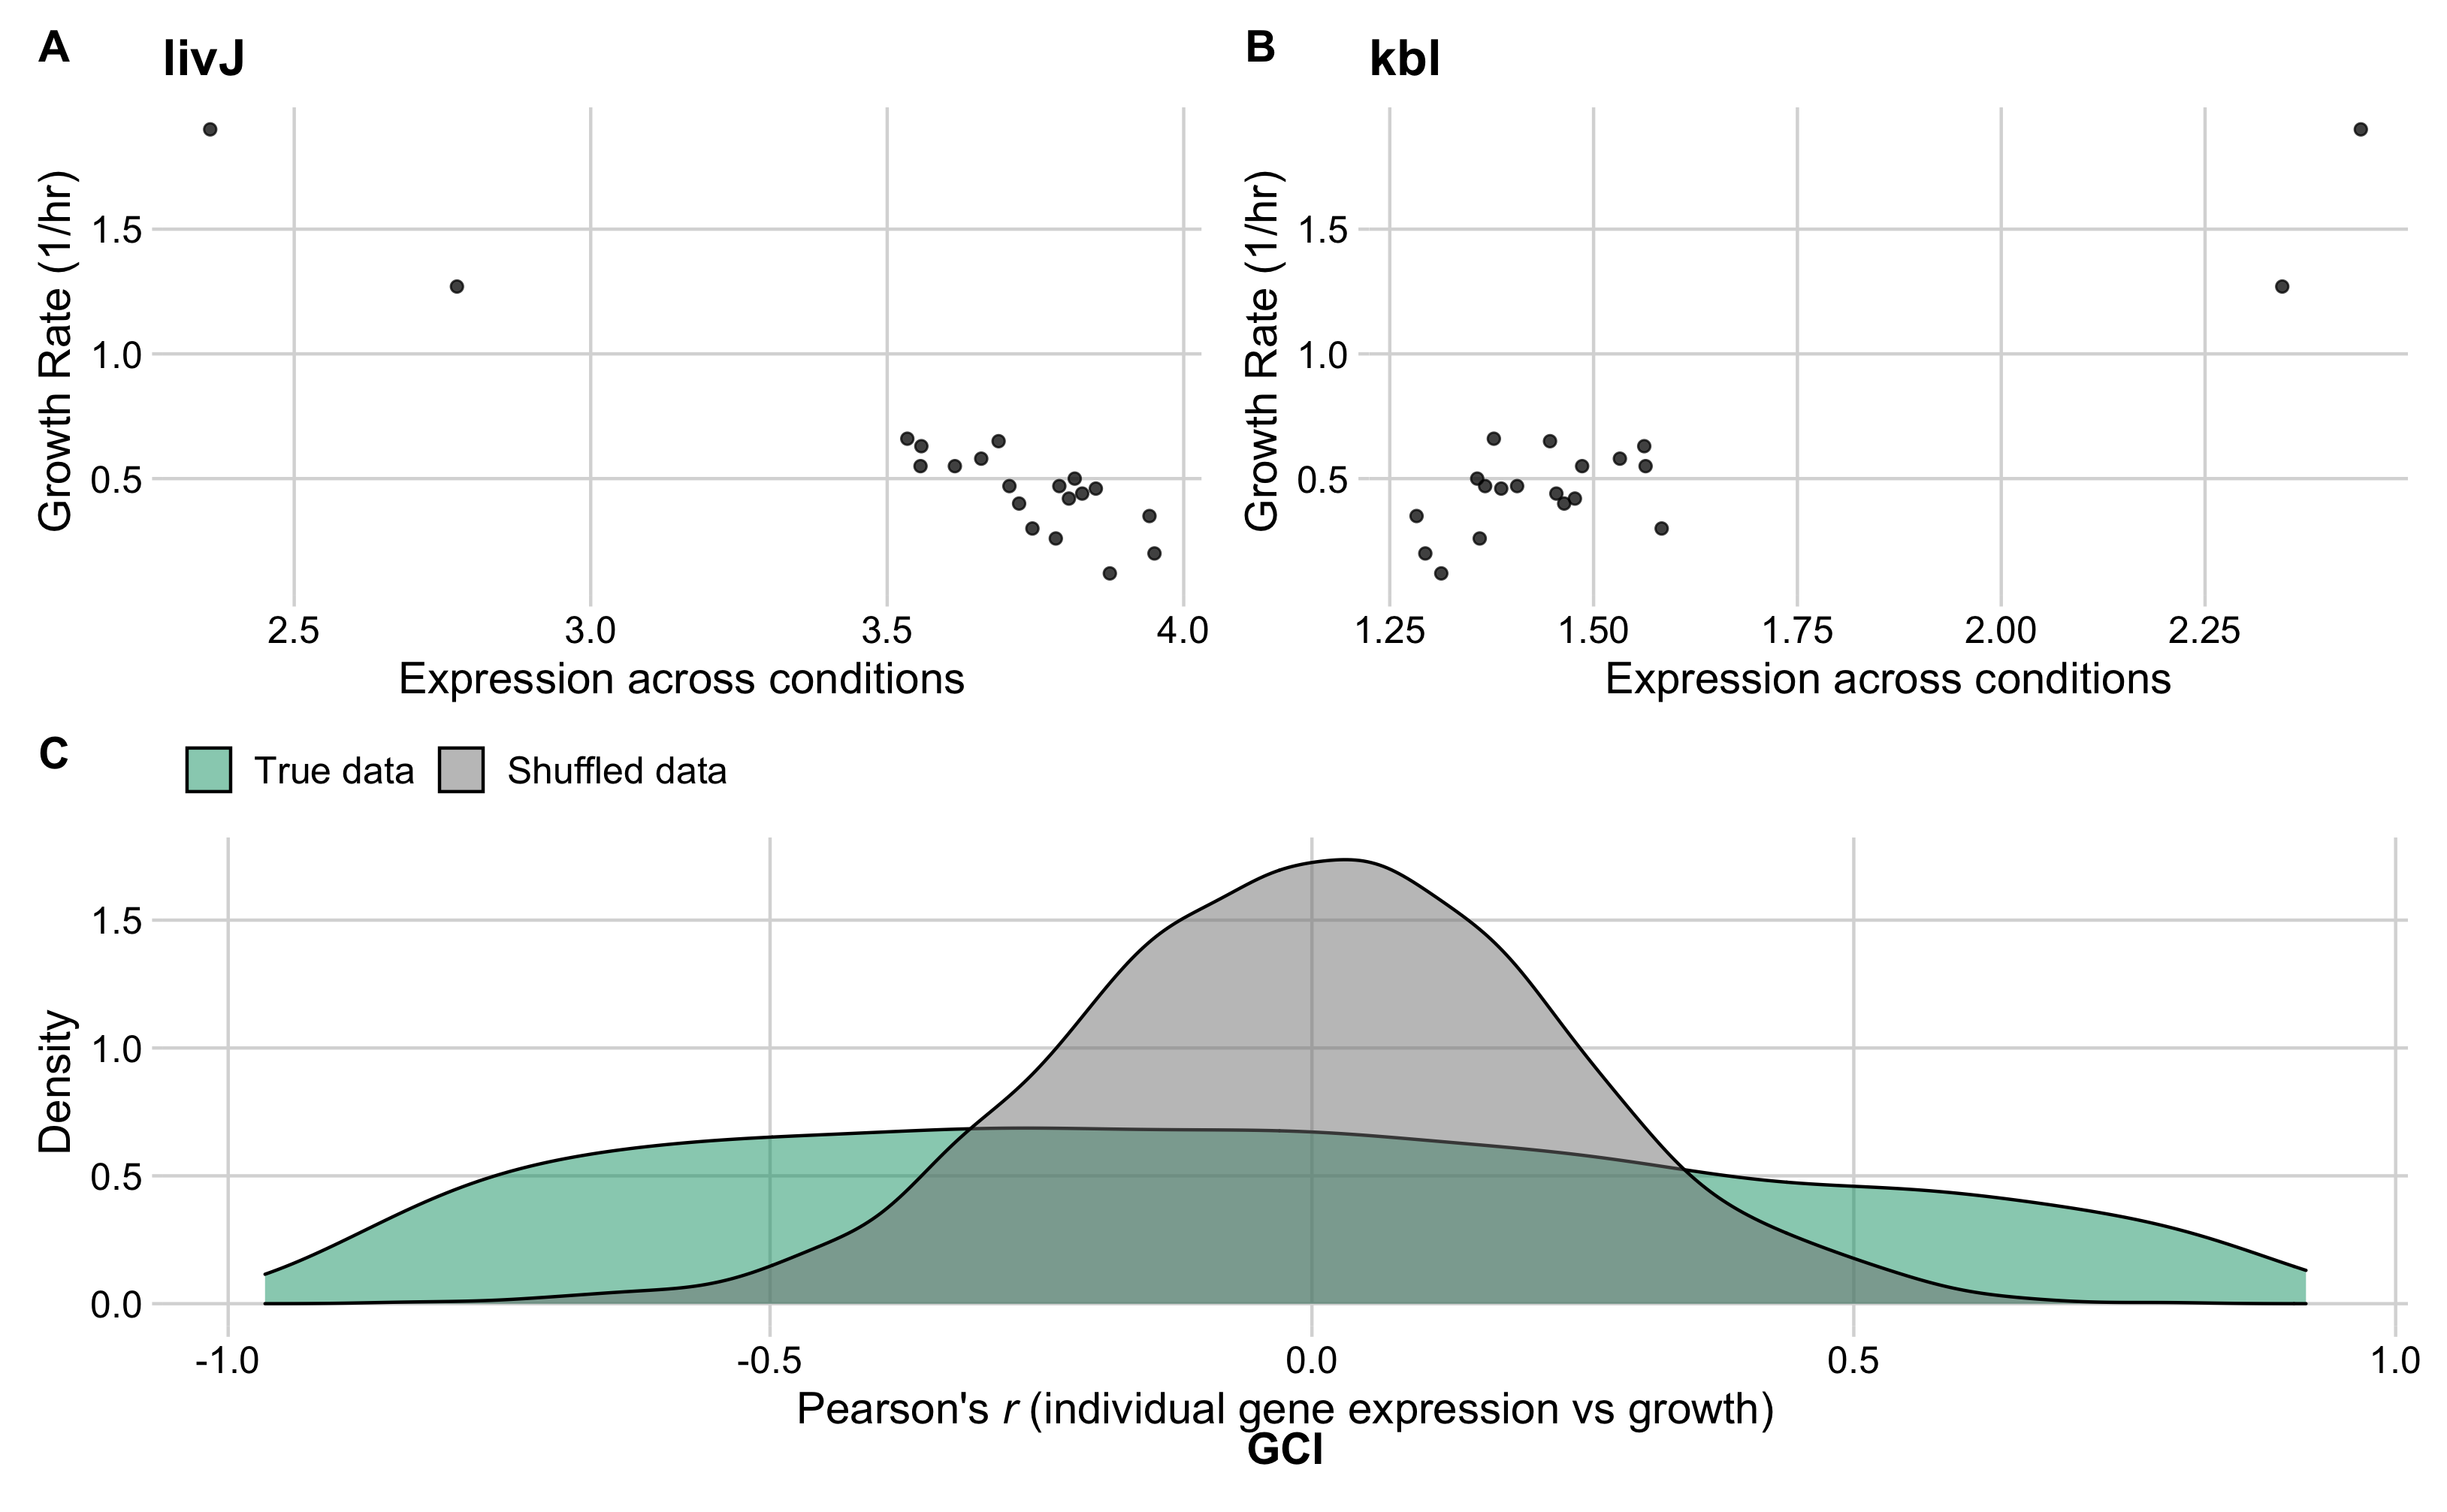 A livJ
Growth Rate (1/hr)
1.5
1.0
0.5
2.5 3.0 3.5 4.0
Expression across conditions
B kbl
Growth Rate (1/hr)
1.5
1.0
0.5
1.25 1.50 1.75 2.00 2.25
Expression across conditions
C
True data Shuffled data
Density
1.5
1.0
0.5
0.0
-1.0 -0.5 0.0 0.5 1.0
Pearson's r (individual gene expression vs growth)
GCI